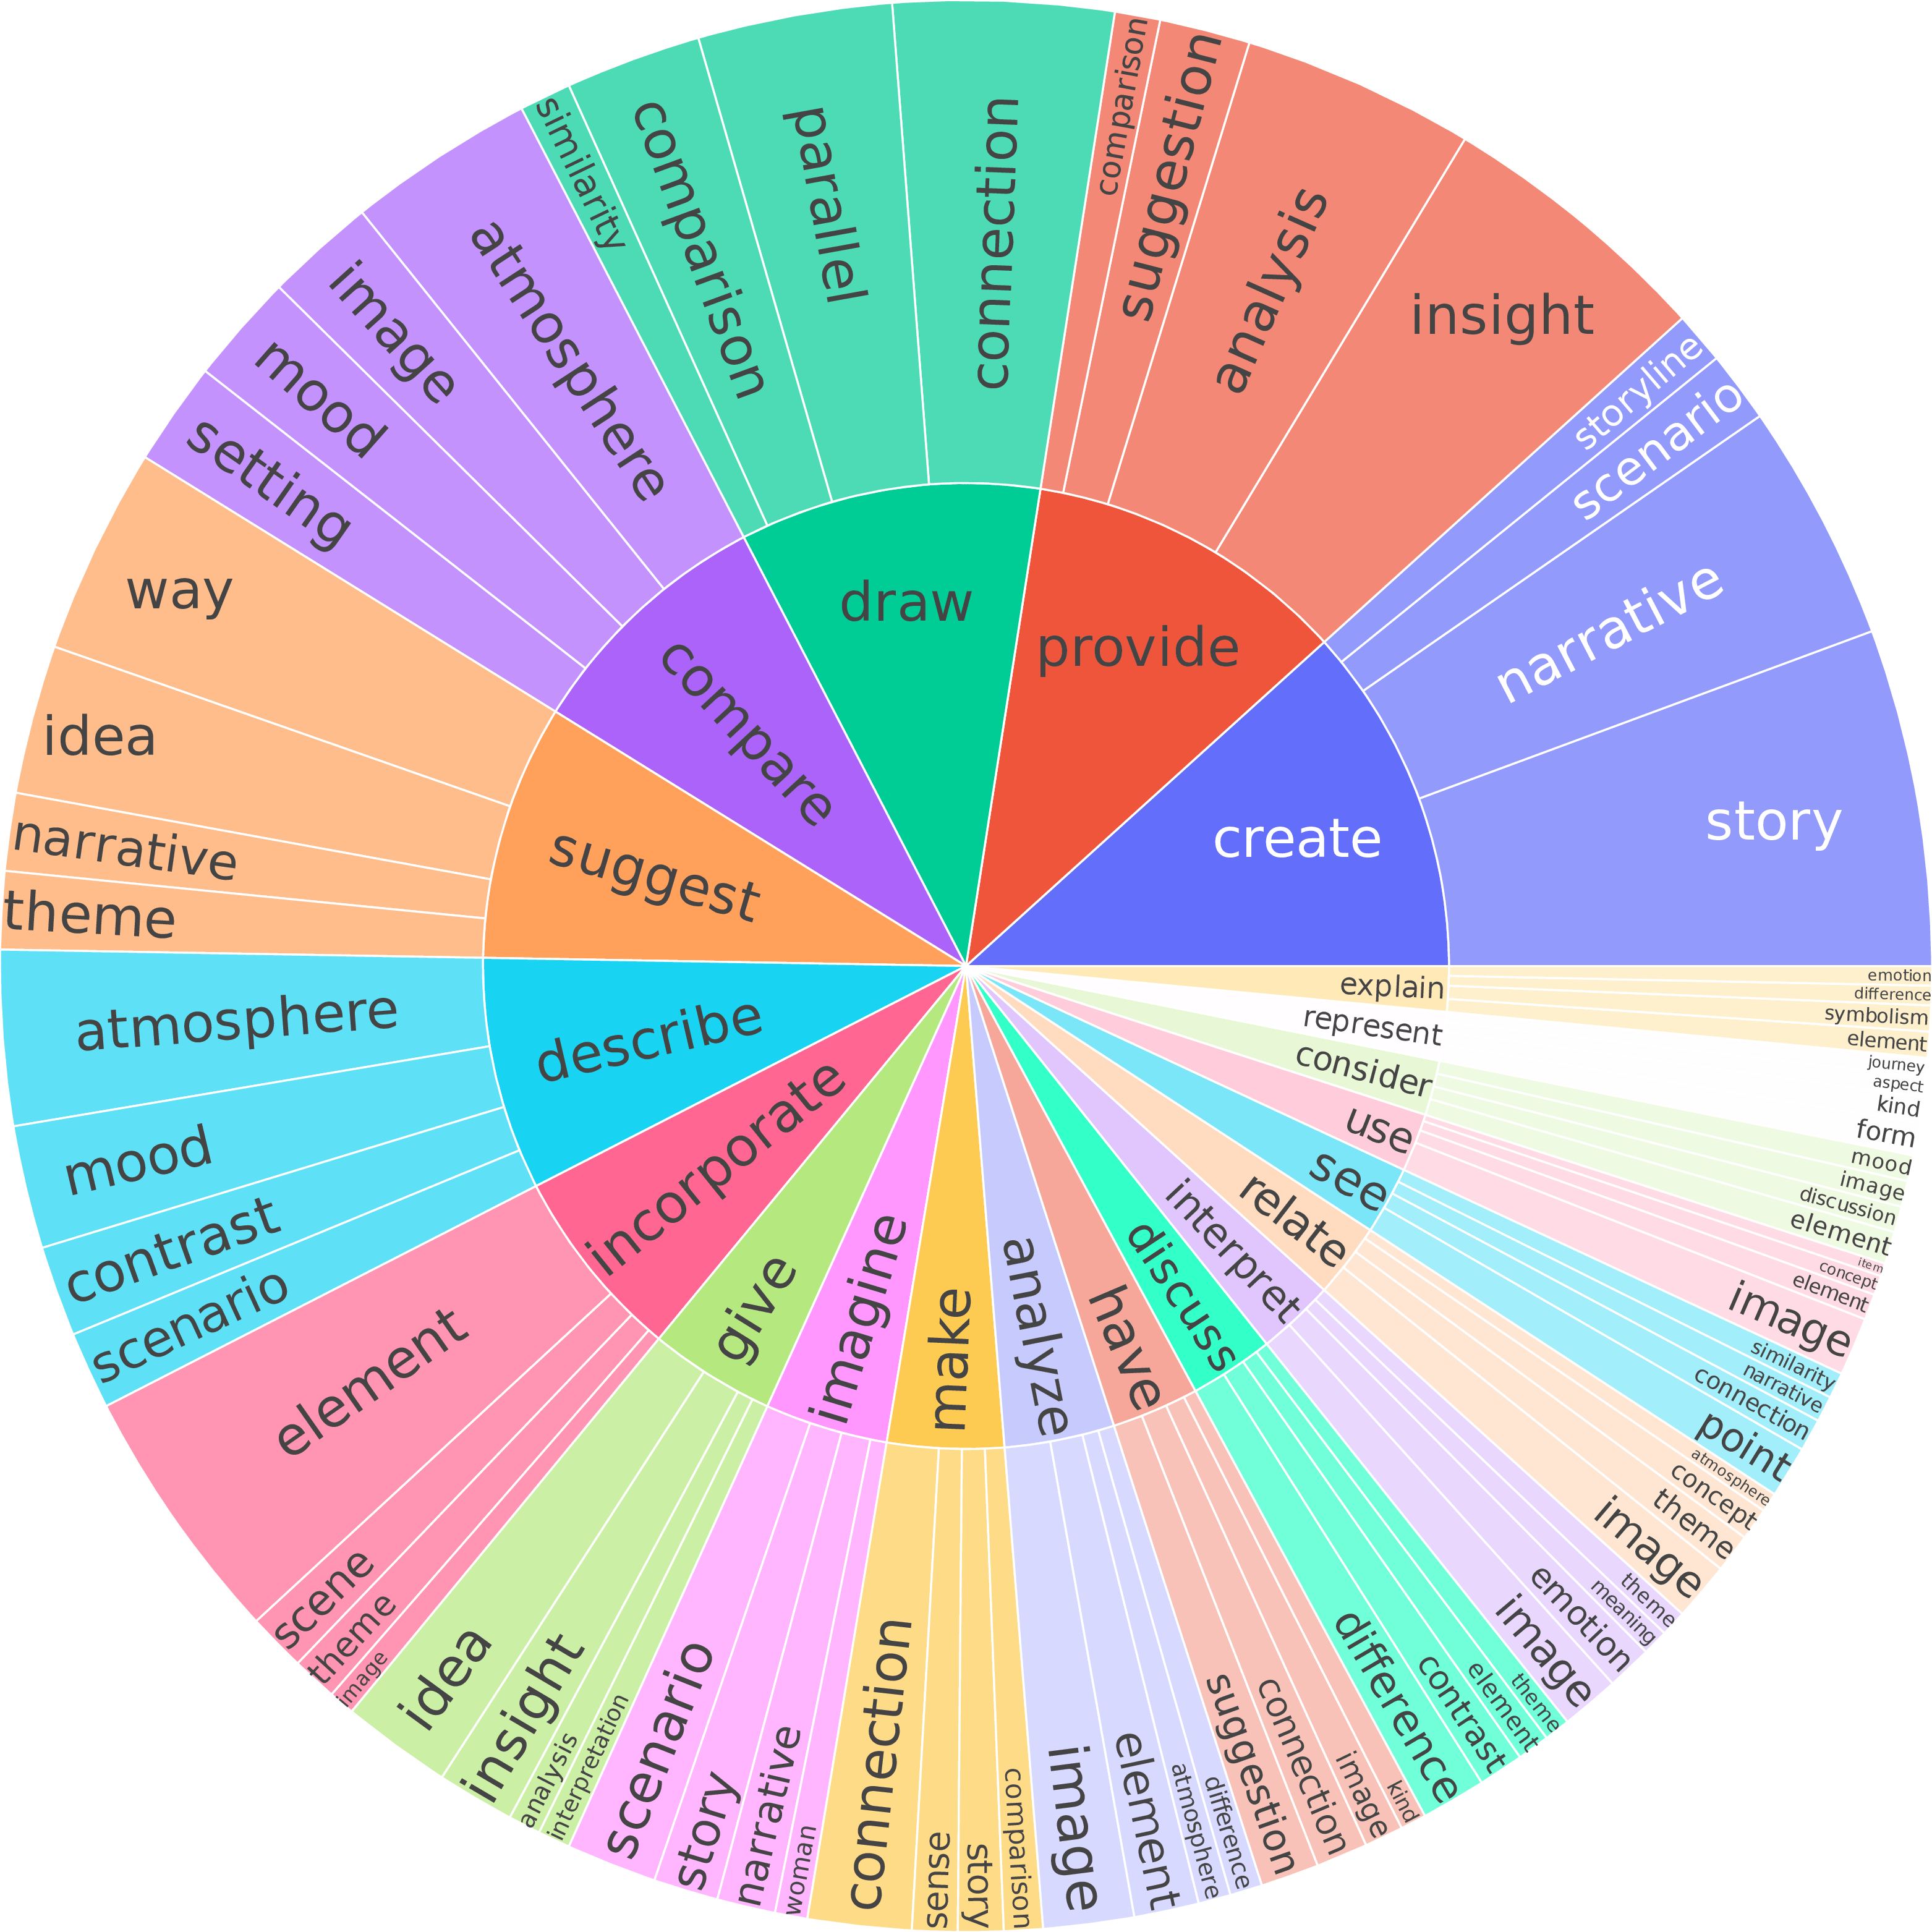 create
story
narrative
scenario
storyline
provide
insight
analysis
suggestion
comparison
draw
connection
parallel
comparison
similarity
compare
atmosphere
image
mood
setting
suggest
way
idea
narrative
theme
describe
atmosphere
mood
contrast
scenario
incorporate
element
scene
theme
image
give
idea
insight
analysis
interpretation
imagine
scenario
story
narrative
woman
make
connection
sense
story
comparison
analyze
image
element
atmosphere
difference
have
suggestion
connection
image
kind
discuss
difference
contrast
element
theme
interpret
image
emotion
meaning
theme
relate
image
theme
concept
atmosphere
see
point
connection
narrative
similarity
use
image
element
concept
item
consider
element
discussion
image
mood
represent
form
kind
aspect
journey
explain
element
symbolism
difference
emotion